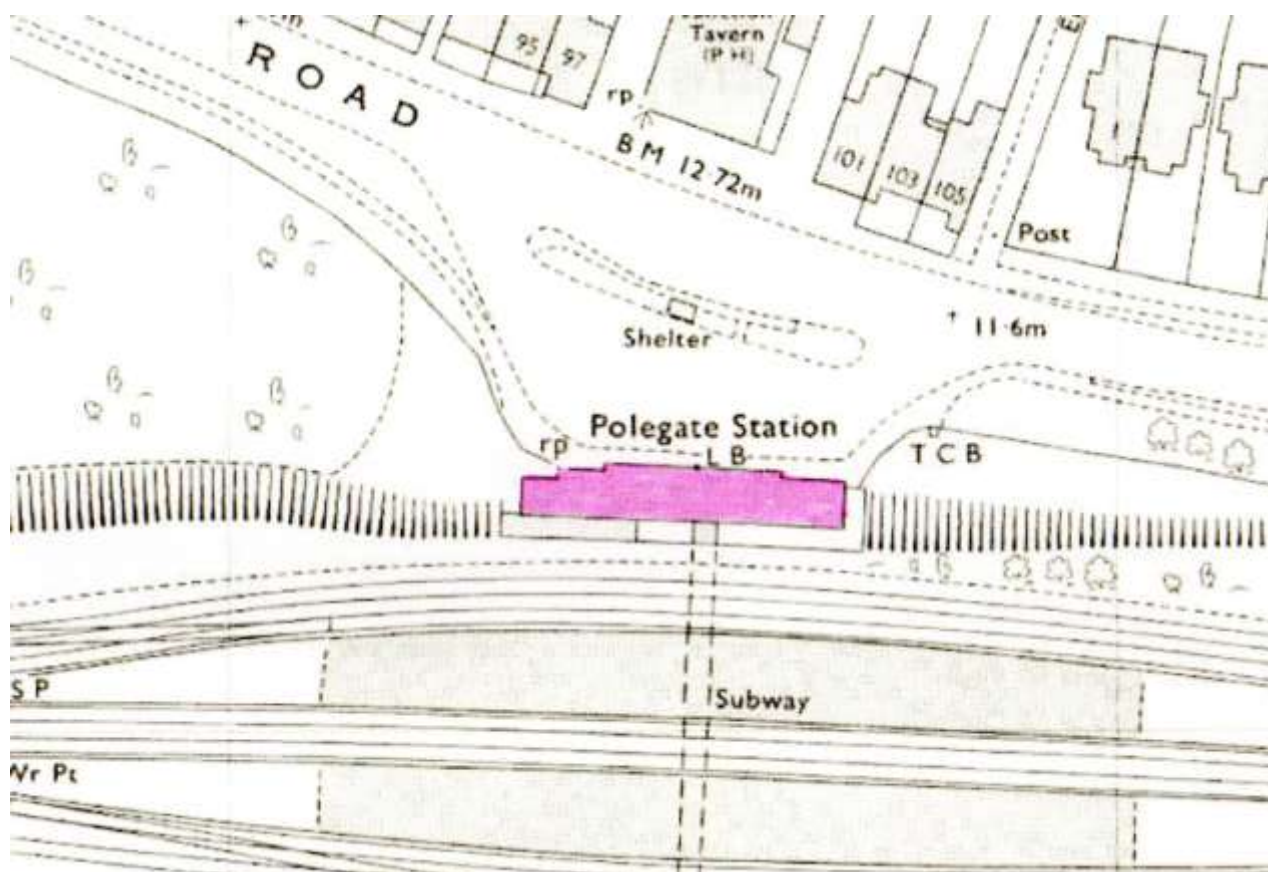 95
97
Tavern
(P H)
ROAD
rp
B M 12·72m
101
103
105
Post
Shelter
11·6m
Polegate Station
rp
L B
T C B
S P
Subway
Wr Pt